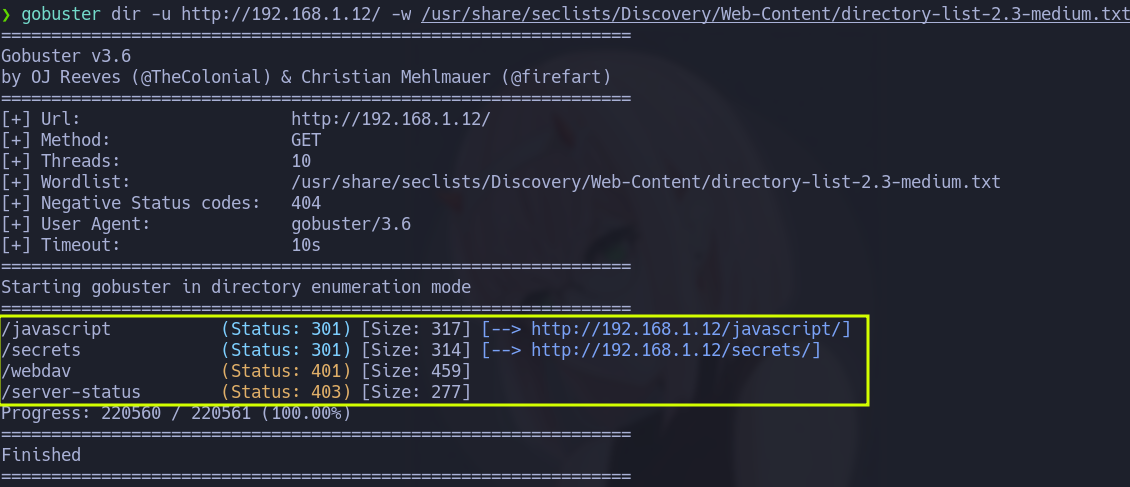 ❯ gobuster dir -u http://192.168.1.12/ -w /usr/share/seclists/Discovery/Web-Content/directory-list-2.3-medium.txt
===============================================================
Gobuster v3.6
by OJ Reeves (@TheColonial) & Christian Mehlmauer (@firefart)
===============================================================
[+] Url:                     http://192.168.1.12/
[+] Method:                  GET
[+] Threads:                 10
[+] Wordlist:                /usr/share/seclists/Discovery/Web-Content/directory-list-2.3-medium.txt
[+] Negative Status codes:   404
[+] User Agent:              gobuster/3.6
[+] Timeout:                 10s
===============================================================
Starting gobuster in directory enumeration mode
===============================================================
/javascript           (Status: 301) [Size: 317] [--> http://192.168.1.12/javascript/]
/secrets              (Status: 301) [Size: 314] [--> http://192.168.1.12/secrets/]
/webdav               (Status: 401) [Size: 459]
/server-status        (Status: 403) [Size: 277]
Progress: 220560 / 220561 (100.00%)
===============================================================
Finished
===============================================================